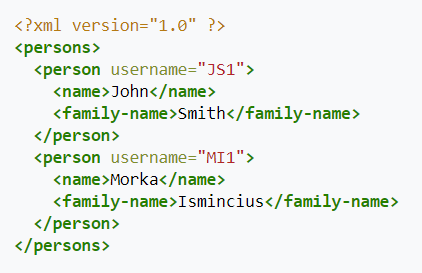 <?xml version="1.0" ?>
<persons>
  <person username="JS1">
    <name>John</name>
    <family-name>Smith</family-name>
  </person>
  <person username="MI1">
    <name>Morka</name>
    <family-name>Ismincius</family-name>
  </person>
</persons>